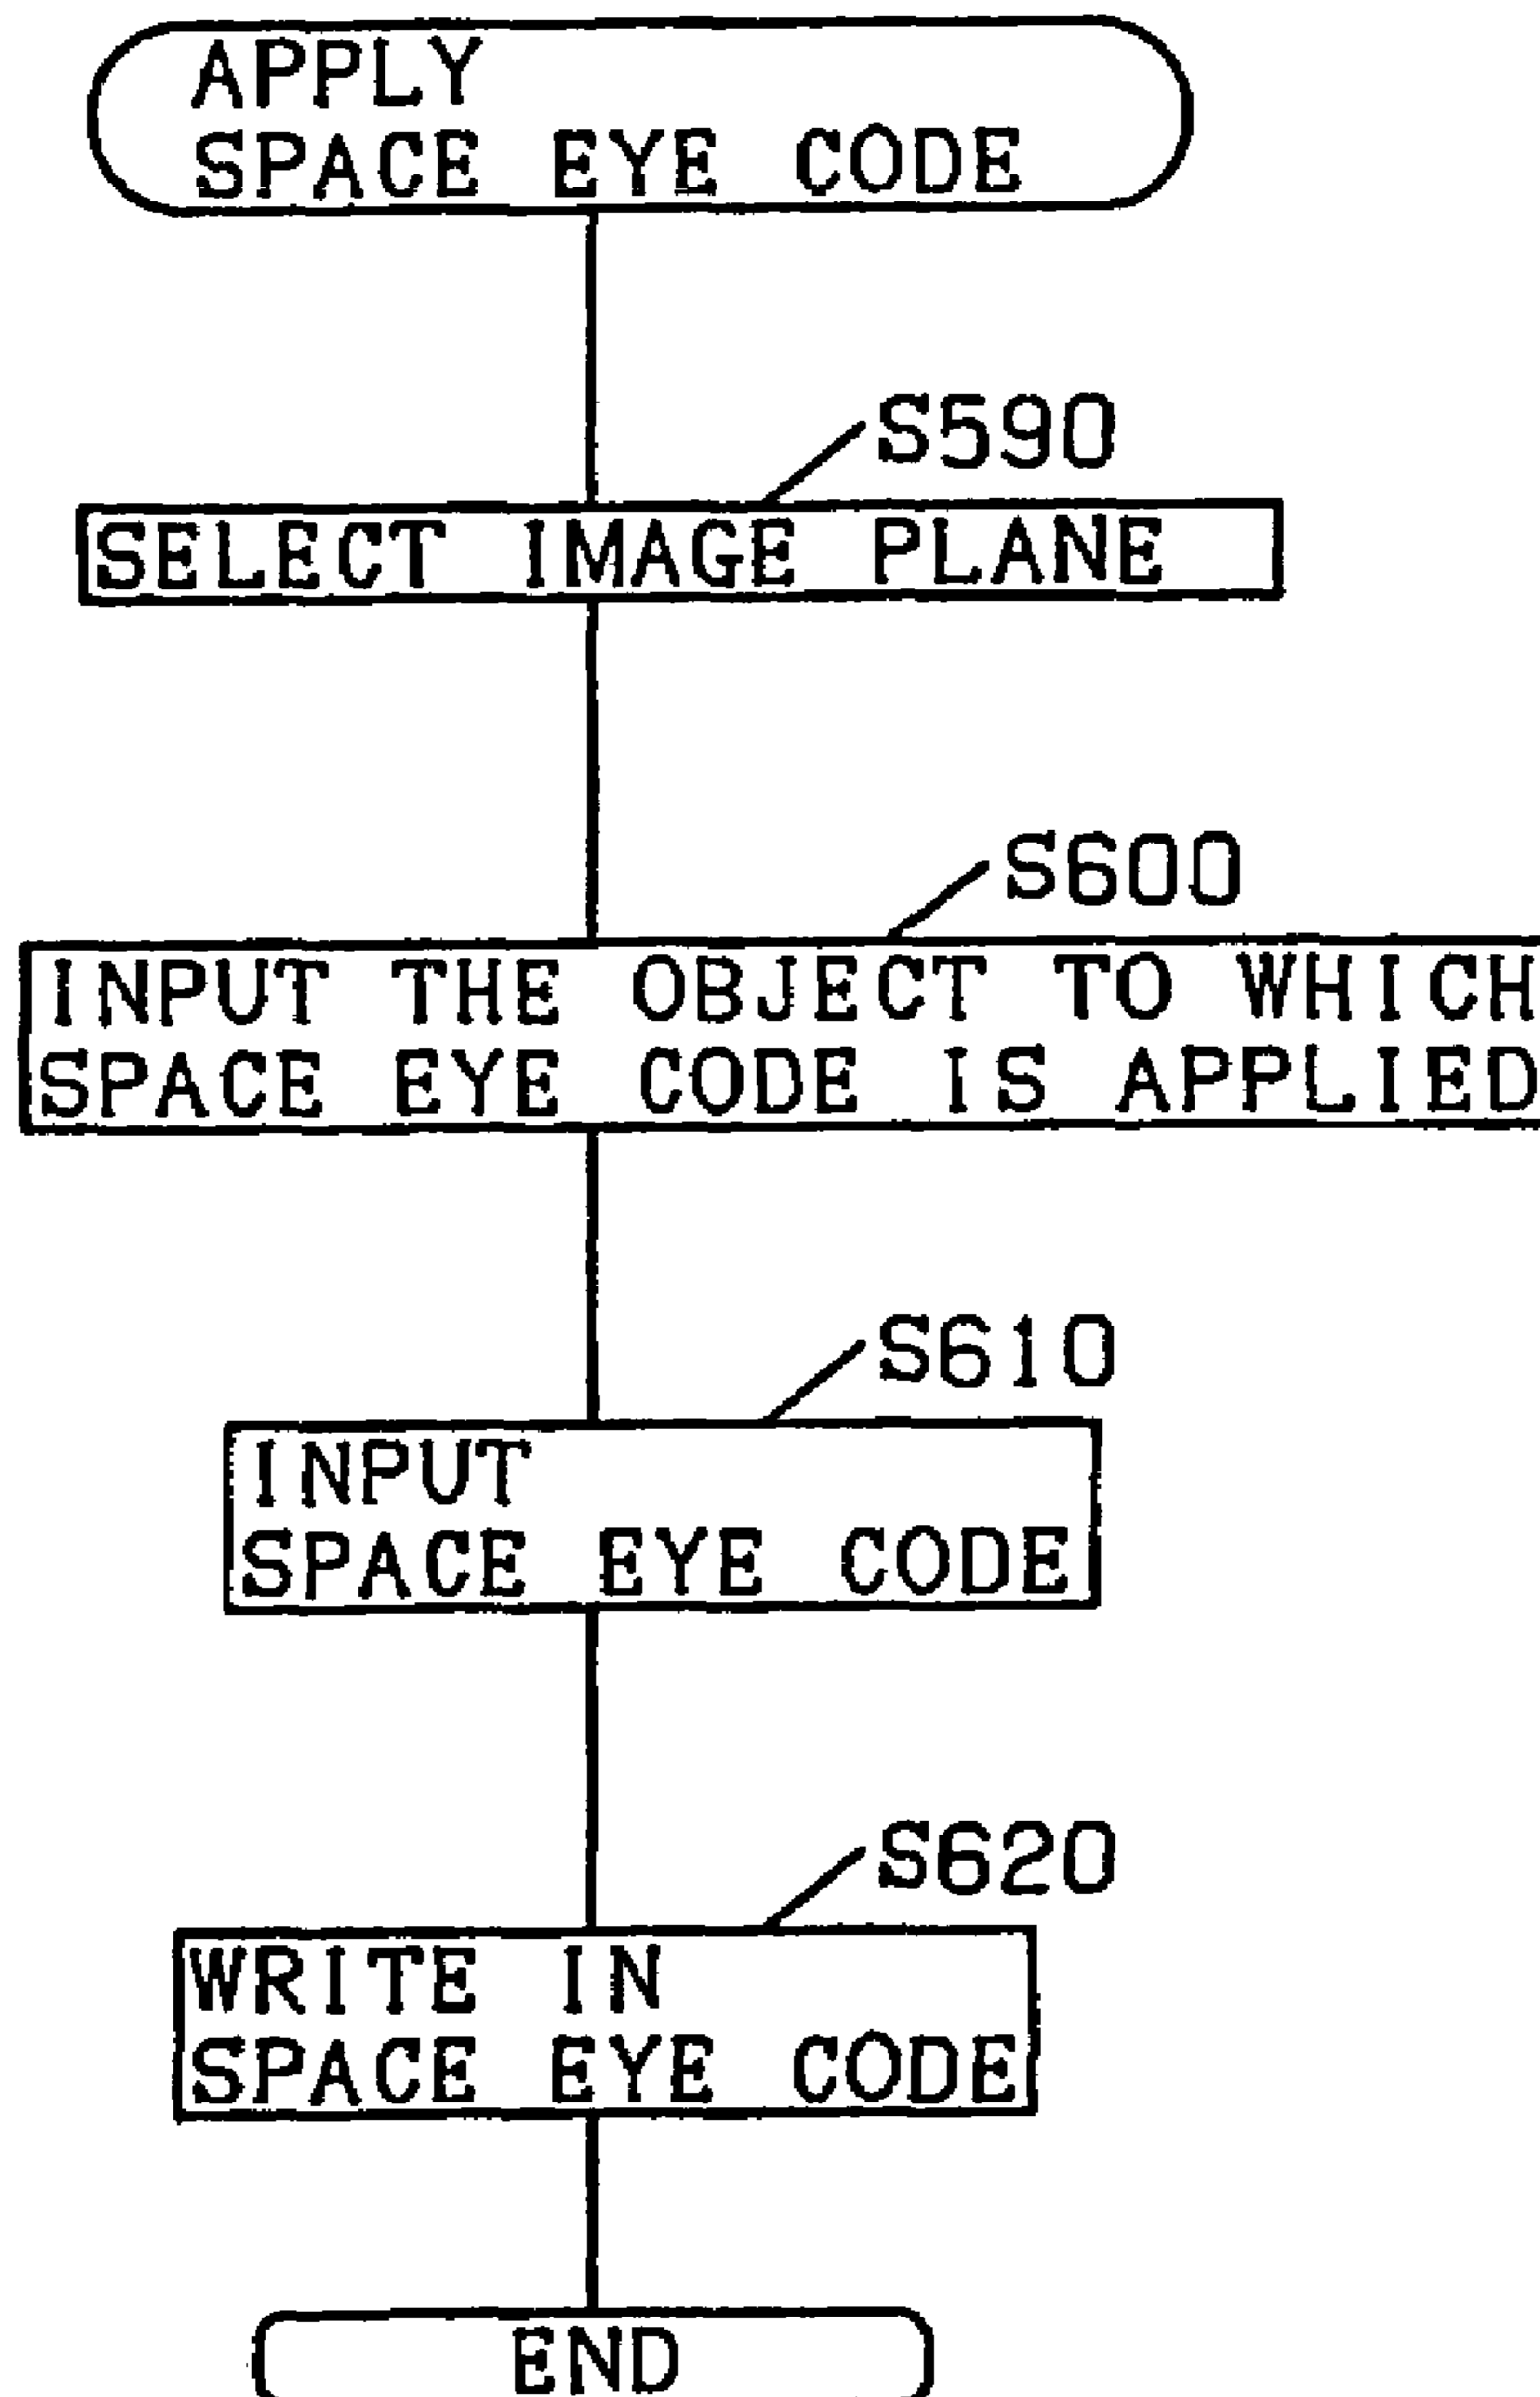 APPLY
SPACE EYE CODE
S590
SELECT IMAGE PLANE
S600
INPUT THE OBJECT TO WHICH
SPACE EYE CODE IS APPLIED
S610
INPUT
SPACE EYE CODE
S620
WRITE IN
SPACE EYE CODE
END